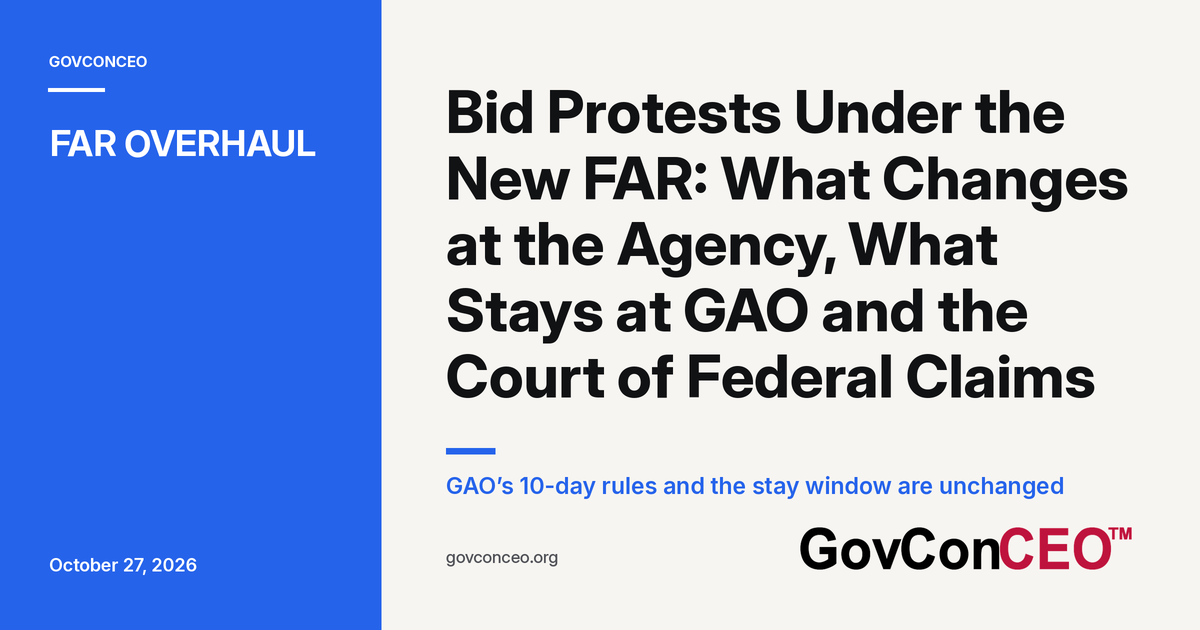 GOVCONCEO
FAR OVERHAUL
October 27, 2026
Bid Protests Under the
New FAR: What Changes
at the Agency, What
Stays at GAO and the
Court of Federal Claims
GAO’s 10-day rules and the stay window are unchanged
govconceo.org
GovConCEO™